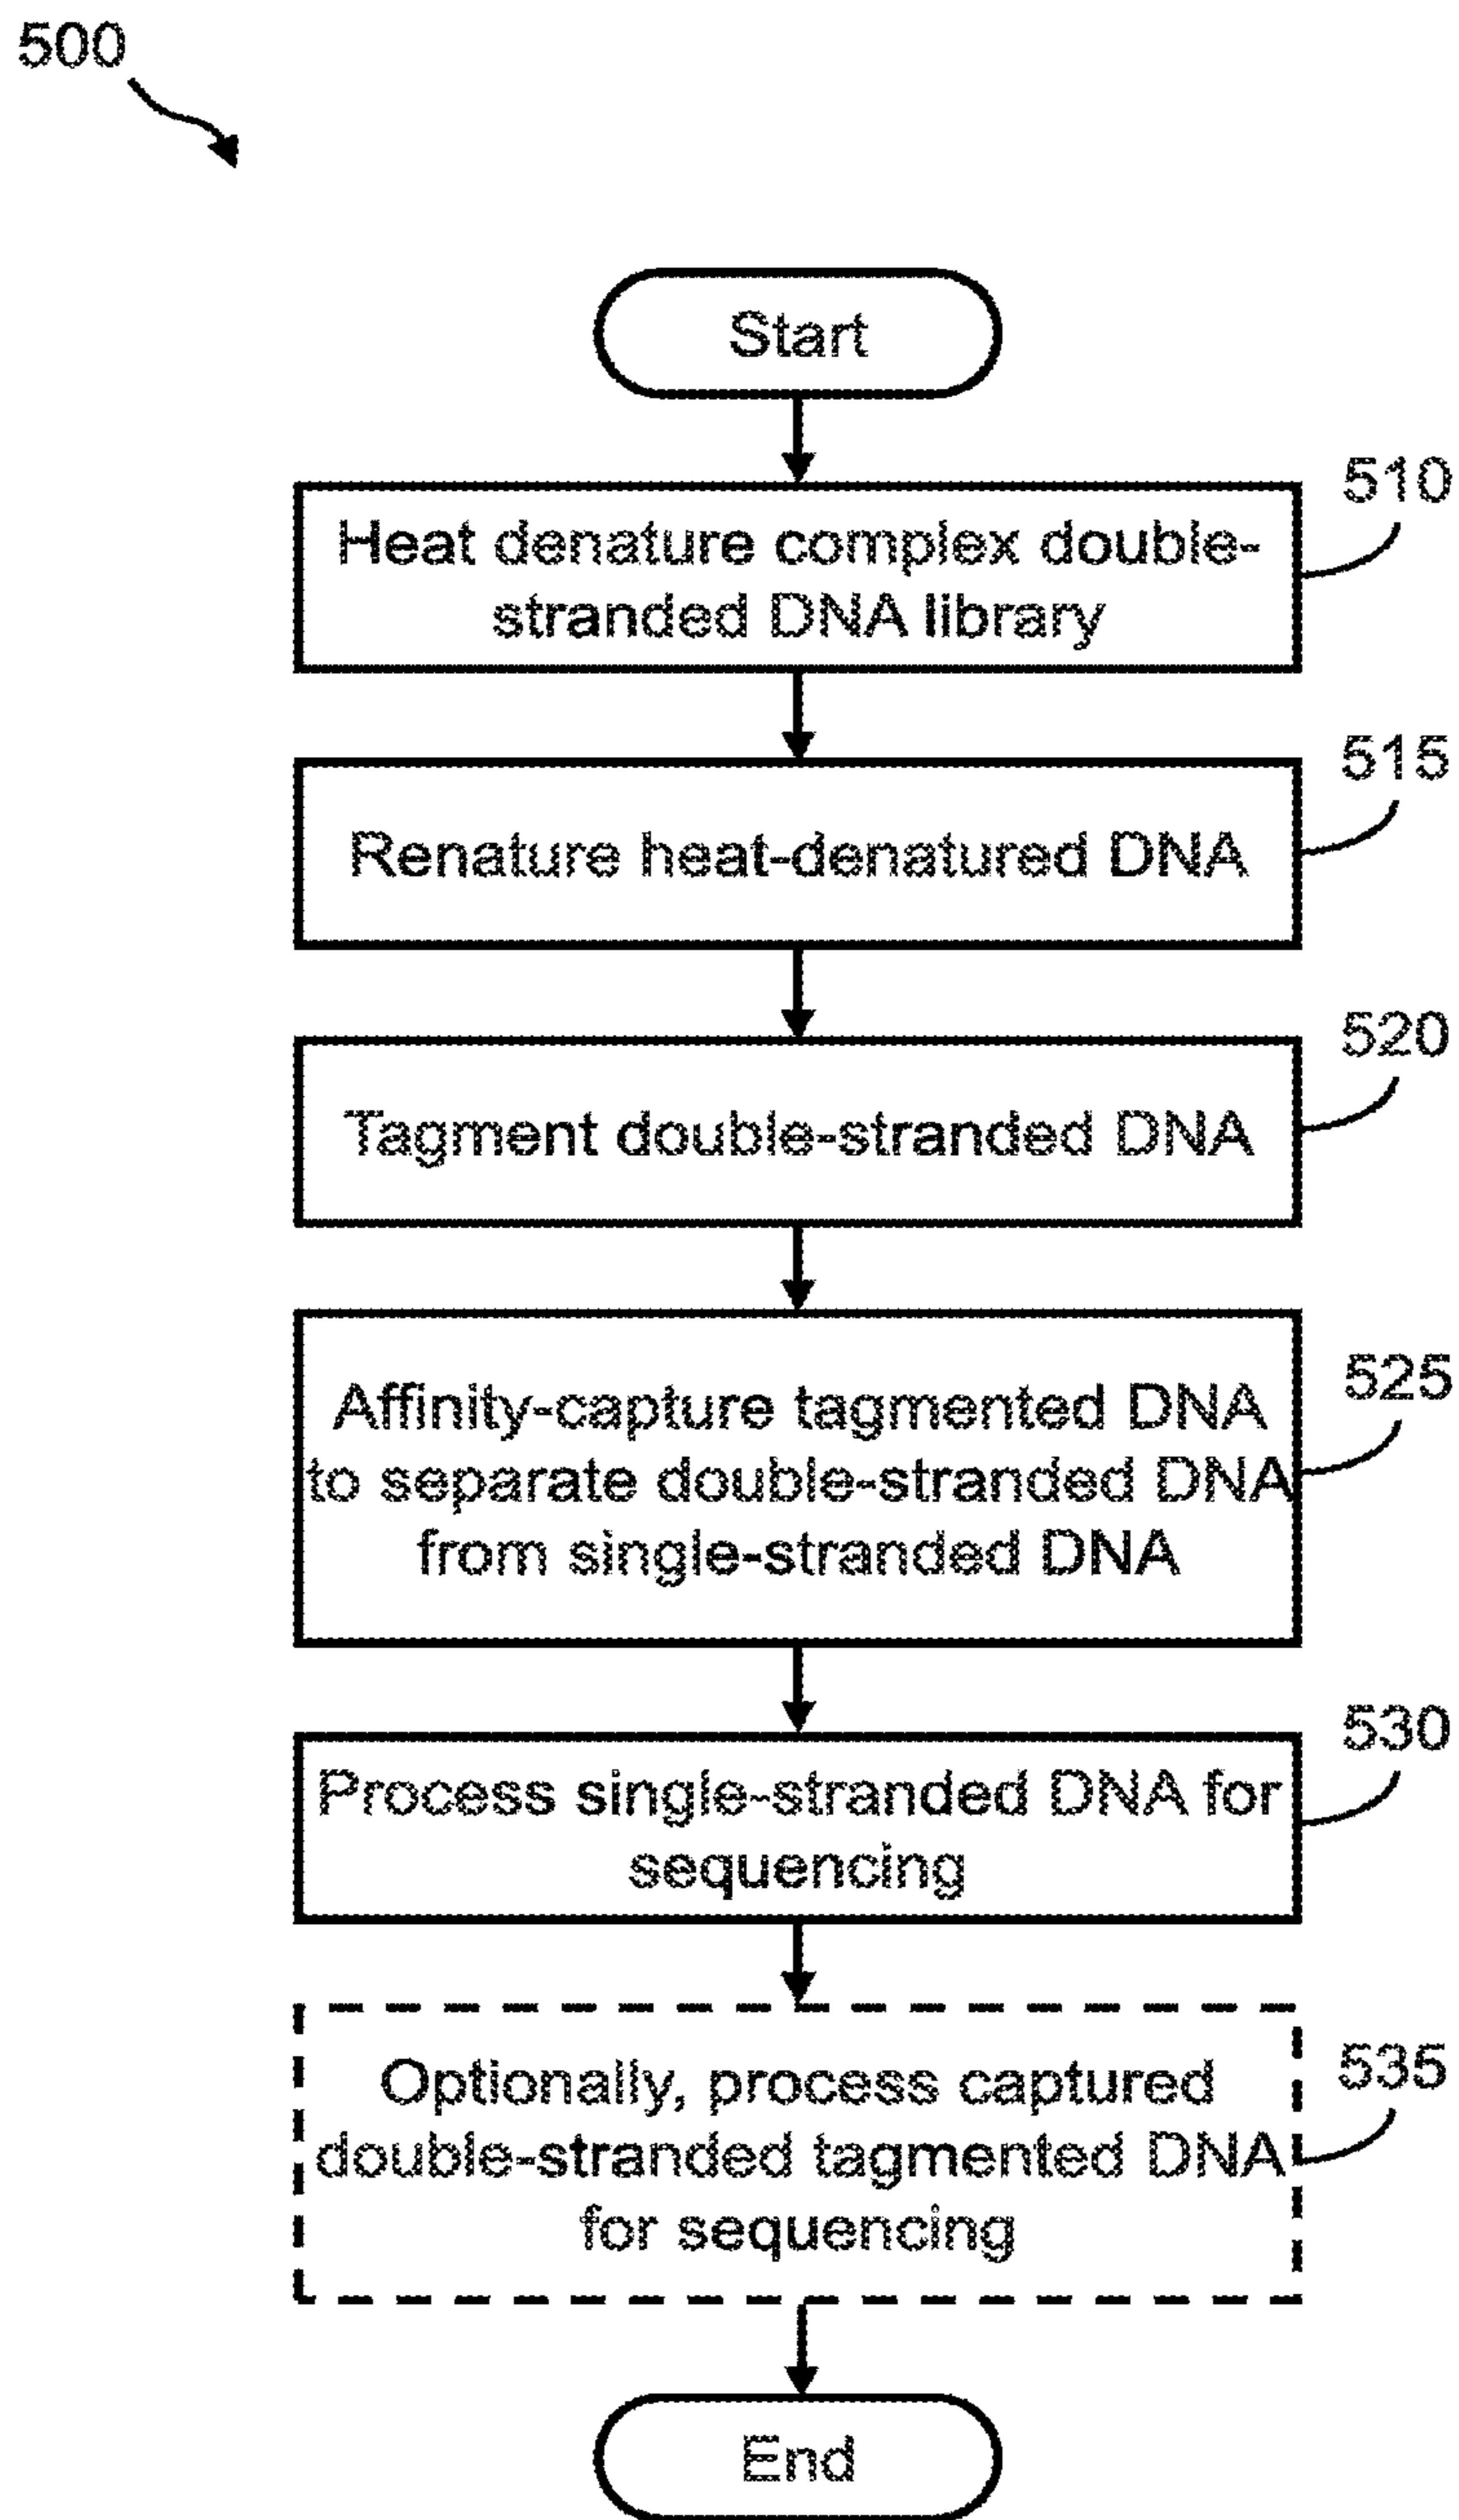 500
Start
510
Heat denature complex double-
stranded DNA library
515
Renature heat-denatured DNA
520
Tagment double-stranded DNA
525
Affinity-capture tagmented DNA
to separate double-stranded DNA
from single-stranded DNA
530
Process single-stranded DNA for
sequencing
535
Optionally, process captured
double-stranded tagmented DNA
for sequencing
End